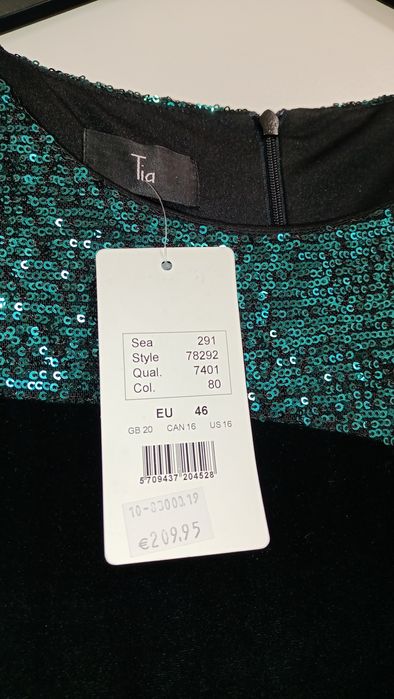 Tia
Sea 291
Style 78292
Qual. 7401
Col. 80
EU 46
GB 20 CAN 16 US 16
5709437204528
10-0300119
€209.95